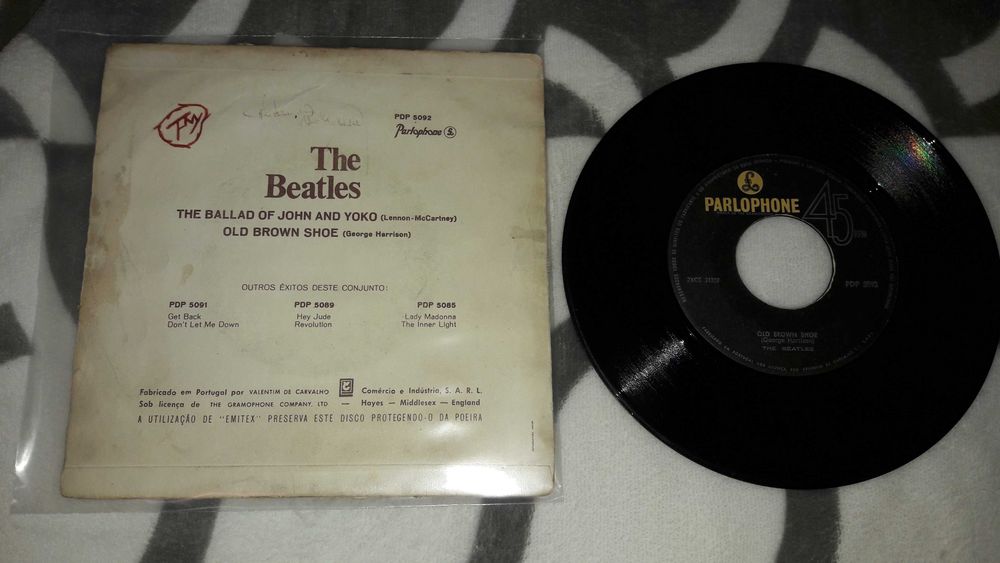 PDP 5092
Parlophone
The
Beatles
THE BALLAD OF JOHN AND YOKO (Lennon-McCartney)
OLD BROWN SHOE (George Harrison)
OUTROS ÊXITOS DESTE CONJUNTO:
PDP 5091 PDP 5089 PDP 5085
Get Back Hey Jude Lady Madonna
Don't Let Me Down Revolution The Inner Light
Fabricado em Portugal por VALENTIM DE CARVALHO Comércio e Indústria, S. A. R. L.
Sob licença de THE GRAMOPHONE COMPANY, LTD — Hayes - Middlesex - England
A UTILIZAÇÃO DE "EMITEX" PRESERVA ESTE DISCO PROTEGENDO-O DA POEIRA
PARLOPHONE
45
RPM
PDP 5092
OLD BROWN SHOE
(George Harrison)
THE BEATLES